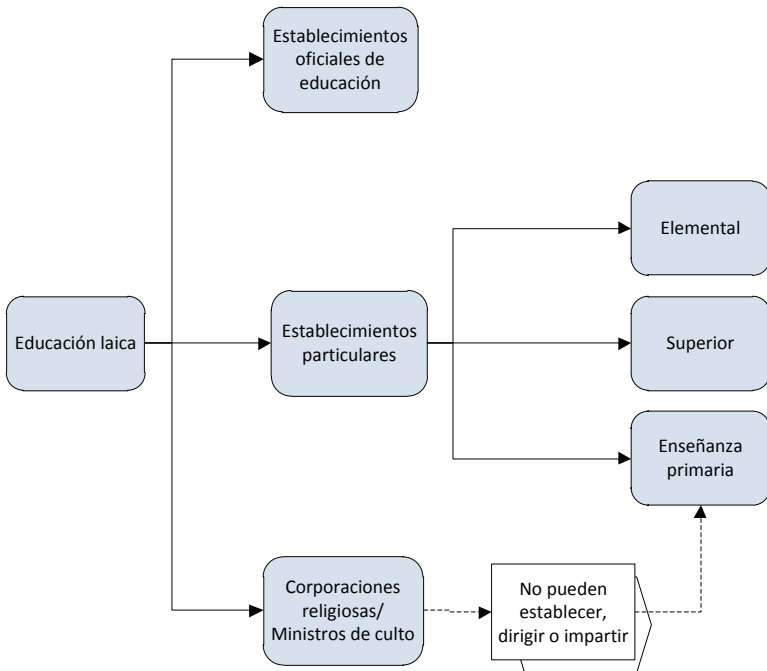 Establecimientos
oficiales de
educación
Elemental
Educación laica
Establecimientos
particulares
Superior
Enseñanza
primaria
Corporaciones
religiosas/
Ministros de culto
No pueden
establecer,
dirigir o impartir